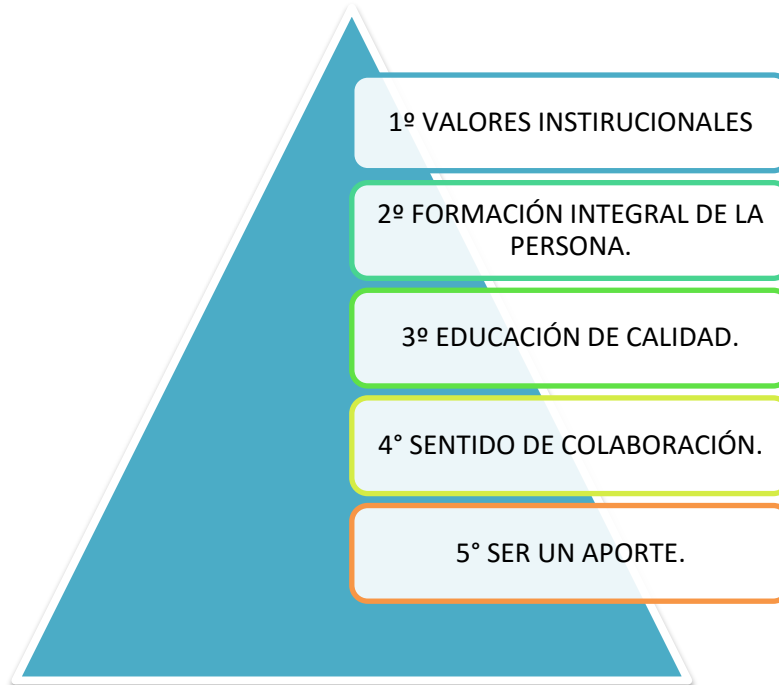 1º VALORES INSTIRUCIONALES
2º FORMACIÓN INTEGRAL DE LA
PERSONA.
3º EDUCACIÓN DE CALIDAD.
4° SENTIDO DE COLABORACIÓN.
5° SER UN APORTE.